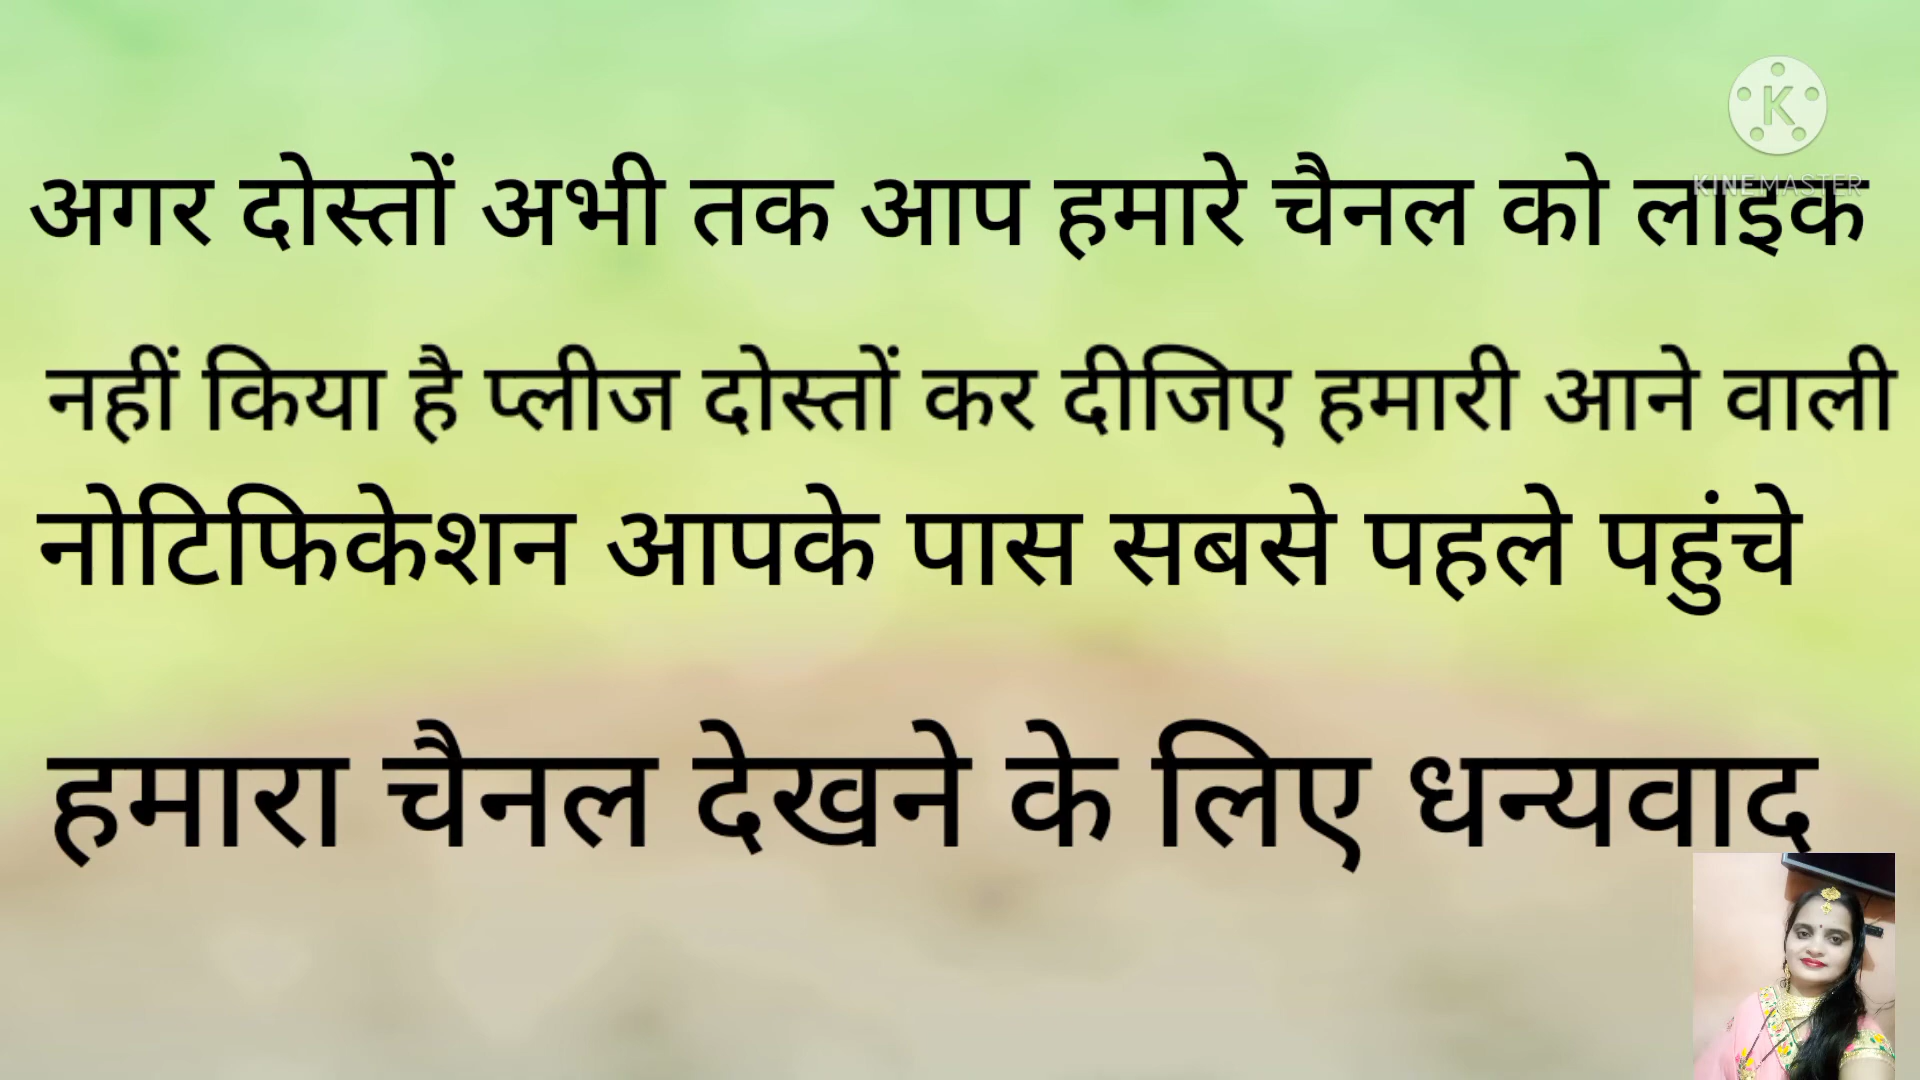 KINEMASTER
अगर दोस्तों अभी तक आप हमारे चैनल को लाइक
नहीं किया है प्लीज दोस्तों कर दीजिए हमारी आने वाली
नोटिफिकेशन आपके पास सबसे पहले पहुंचे
हमारा चैनल देखने के लिए धन्यवाद